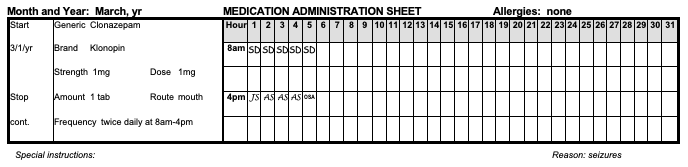 Month and Year: March, yr MEDICATION ADMINISTRATION SHEET Allergies: none
Start Generic Clonazepam Hour 1 2 3 4 5 6 7 8 9 10 11 12 13 14 15 16 17 18 19 20 21 22 23 24 25 26 27 28 29 30 31
3/1/yr Brand Klonopin 8am SD SD SD SD SD
Strength 1mg Dose 1mg
Stop Amount 1 tab Route mouth 4pm JS AS AS AS OSA
cont. Frequency twice daily at 8am-4pm
Special instructions: Reason: seizures